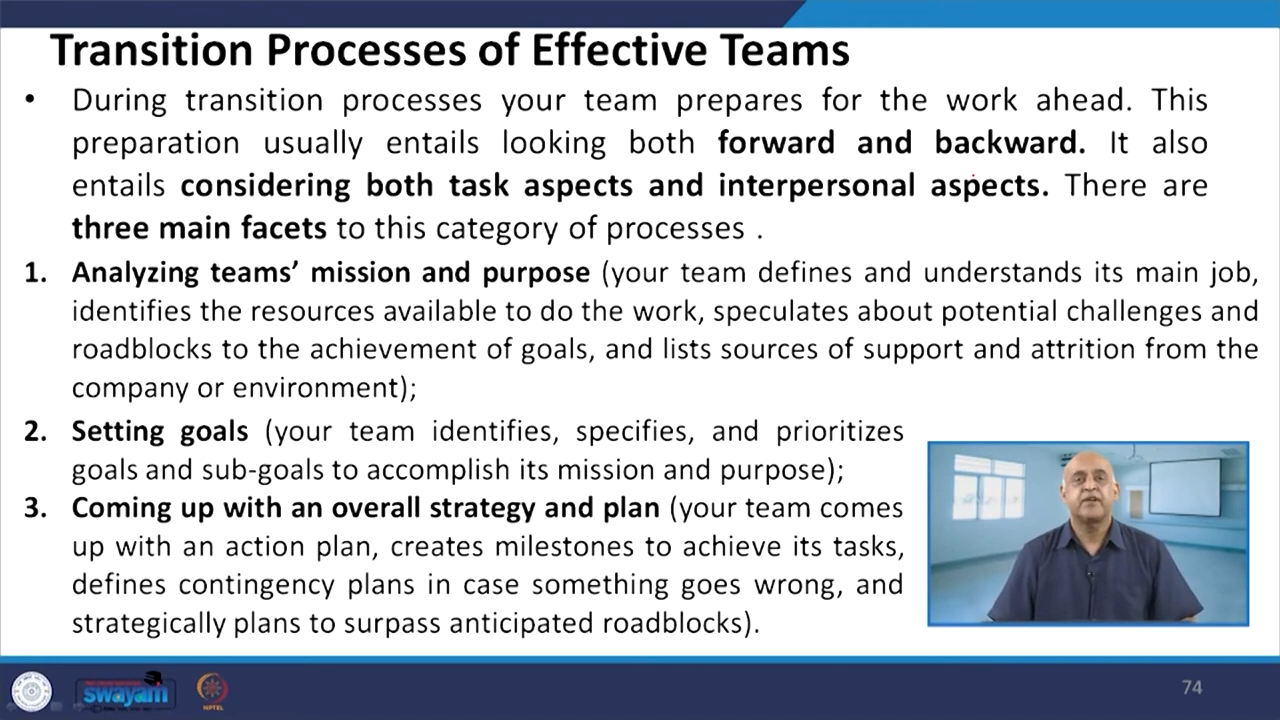 Transition Processes of Effective Teams
• During transition processes your team prepares for the work ahead. This
preparation usually entails looking both forward and backward. It also
entails considering both task aspects and interpersonal aspects. There are
three main facets to this category of processes .
1. Analyzing teams’ mission and purpose (your team defines and understands its main job,
identifies the resources available to do the work, speculates about potential challenges and
roadblocks to the achievement of goals, and lists sources of support and attrition from the
company or environment);
2. Setting goals (your team identifies, specifies, and prioritizes
goals and sub-goals to accomplish its mission and purpose);
3. Coming up with an overall strategy and plan (your team comes
up with an action plan, creates milestones to achieve its tasks,
defines contingency plans in case something goes wrong, and
strategically plans to surpass anticipated roadblocks).
swayam
NPTEL
74